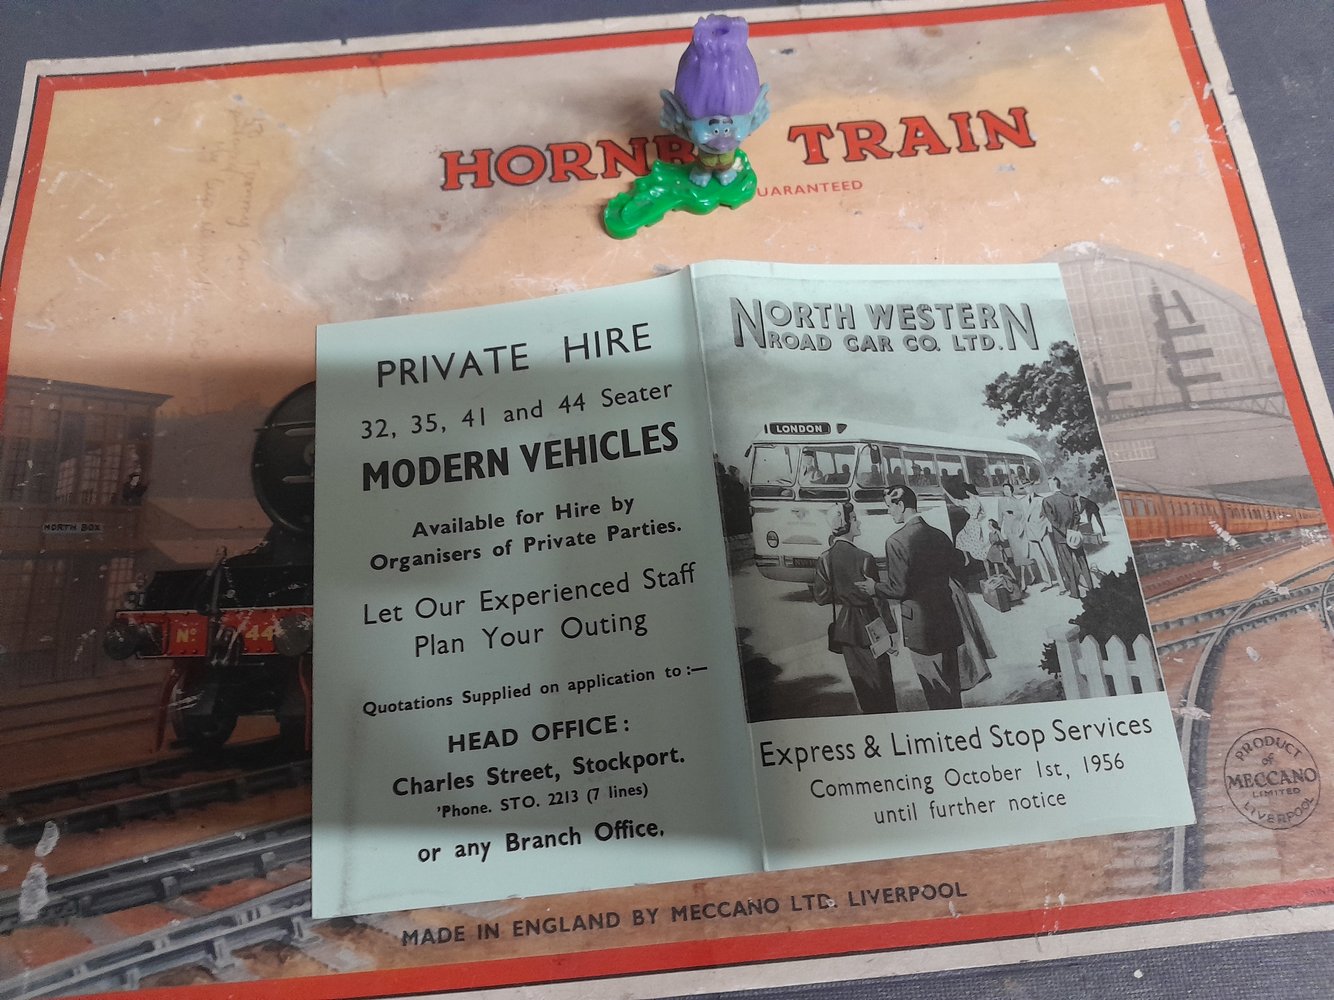 HORNB TRAIN
UARANTEED
NORTH BOX
No 44
PRIVATE HIRE
32, 35, 41 and 44 Seater
MODERN VEHICLES
Available for Hire by
Organisers of Private Parties.
Let Our Experienced Staff
Plan Your Outing
Quotations Supplied on application to :—
HEAD OFFICE :
Charles Street, Stockport.
'Phone. STO. 2213 (7 lines)
or any Branch Office.
NORTH WESTERN
ROAD CAR CO. LTD.
LONDON
Express & Limited Stop Services
Commencing October 1st, 1956
until further notice
PRODUCT
OF
MECCANO
LIMITED
LIVERPOOL
MADE IN ENGLAND BY MECCANO LTD. LIVERPOOL